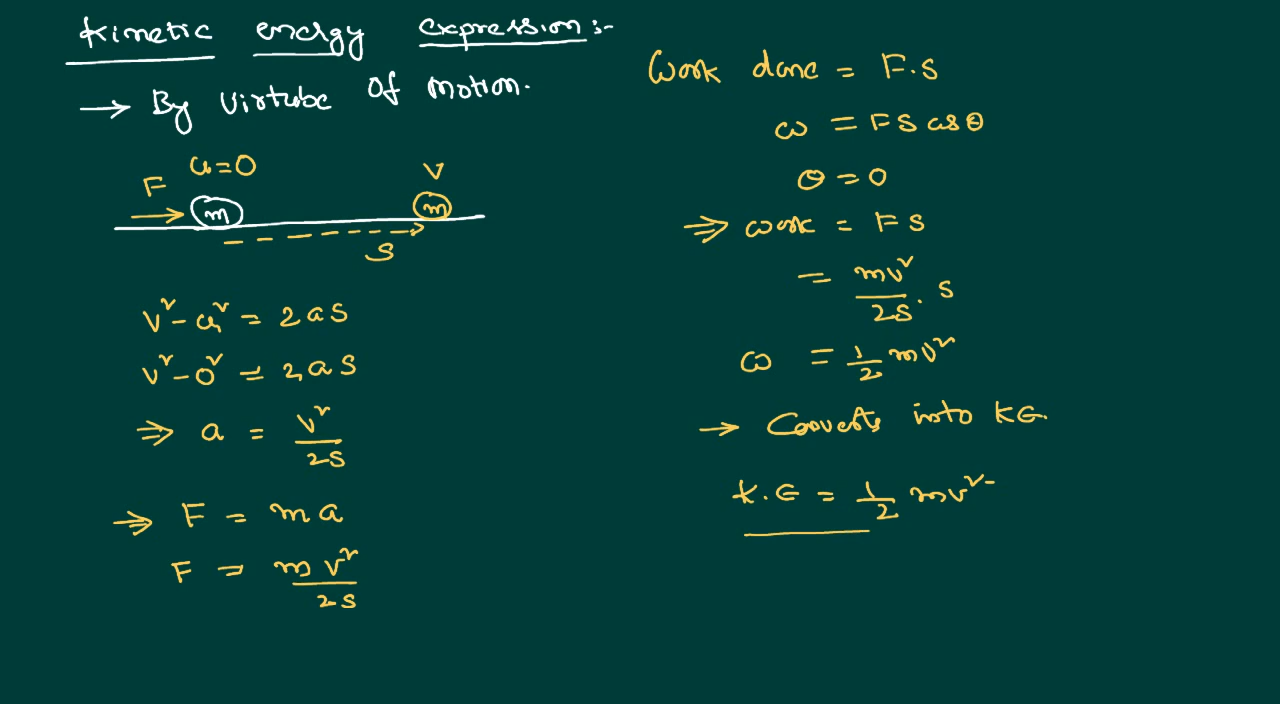 Kinetic energy expression :-
→ By Virtube Of Motion.
F u=0 V
m m
S
v² - u² = 2as
v² - 0² = 2as
⇒ a = v²/2s
⇒ F = ma
F = mv²/2s
Work done = F.S
W = FS cos θ
θ = 0
⇒ work = FS
= mv²/2s . s
W = 1/2 mv²
→ Converts into KE.
K.E = 1/2 mv²